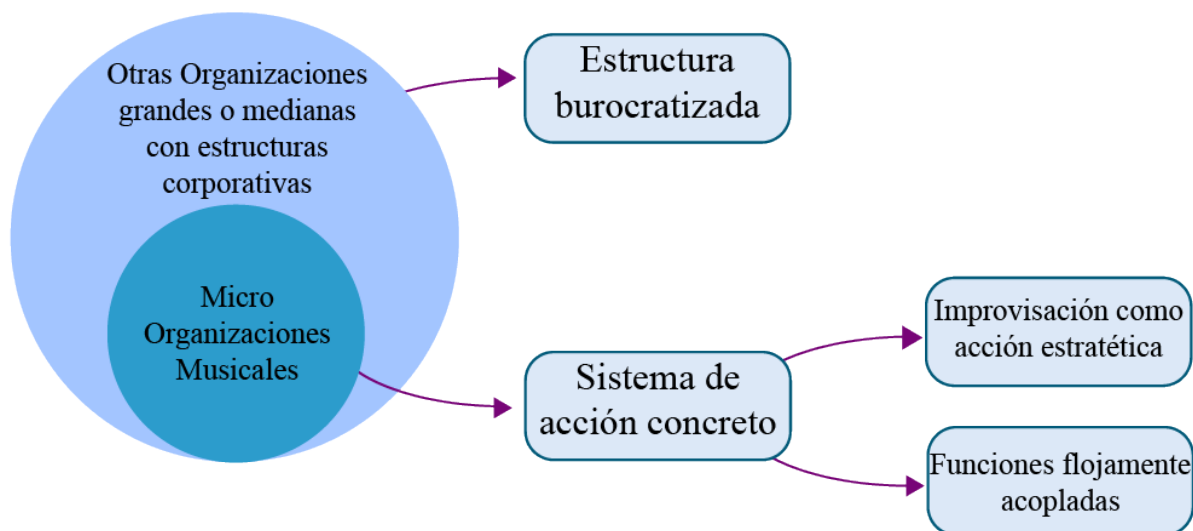 Otras Organizaciones
grandes o medianas
con estructuras
corporativas
Estructura
burocratizada
Micro
Organizaciones
Musicales
Sistema de
acción concreto
Improvisación como
acción estratética
Funciones flojamente
acopladas